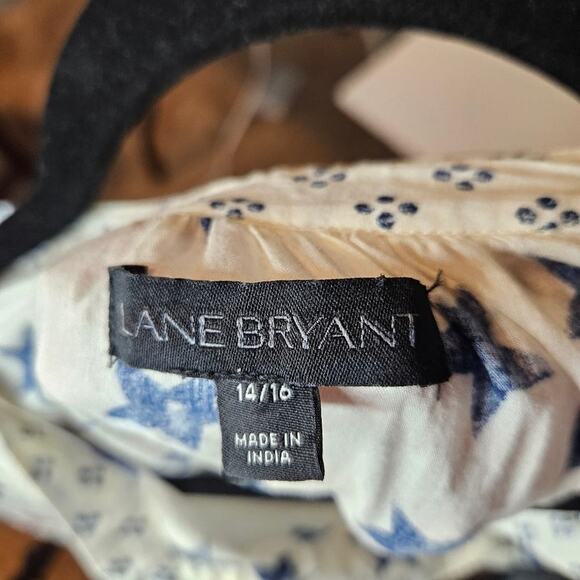 LANE BRYANT
14/16
MADE IN
INDIA